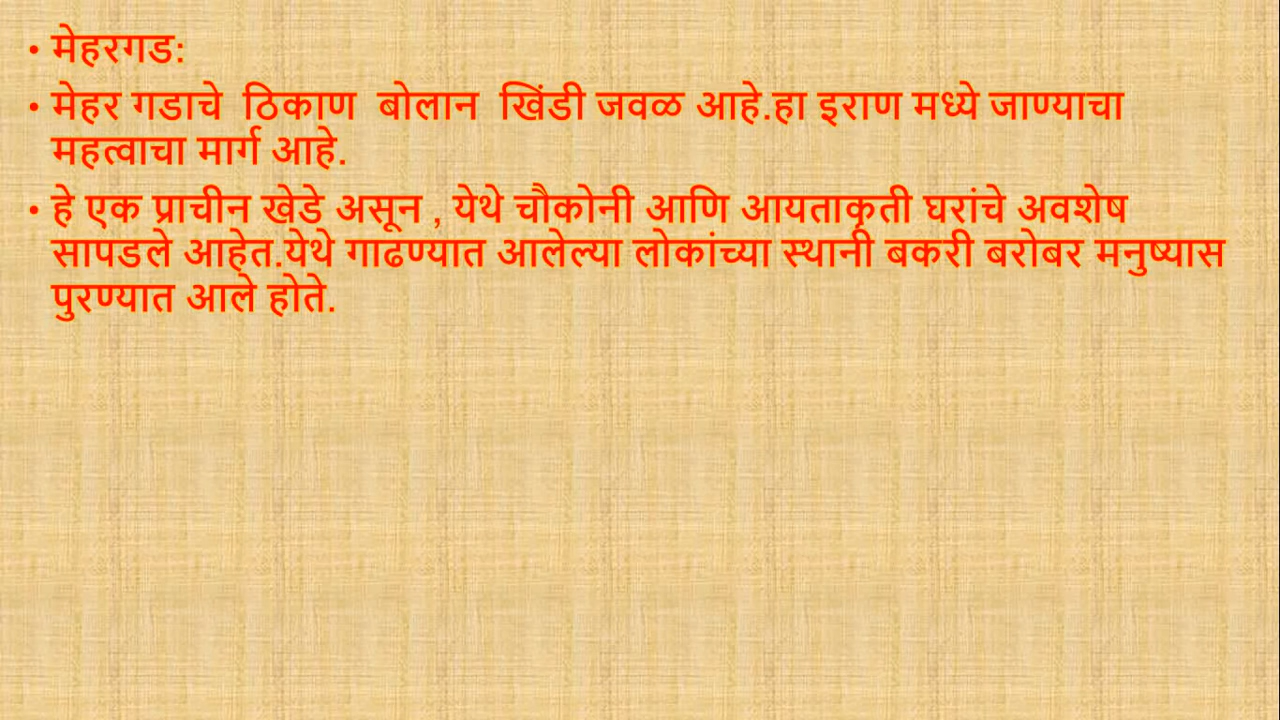 • मेहरगड:
• मेहर गडाचे ठिकाण बोलान खिंडी जवळ आहे.हा इराण मध्ये जाण्याचा
महत्वाचा मार्ग आहे.
• हे एक प्राचीन खेडे असून , येथे चौकोनी आणि आयताकृती घरांचे अवशेष
सापडले आहेत.येथे गाढण्यात आलेल्या लोकांच्या स्थानी बकरी बरोबर मनुष्यास
पुरण्यात आले होते.